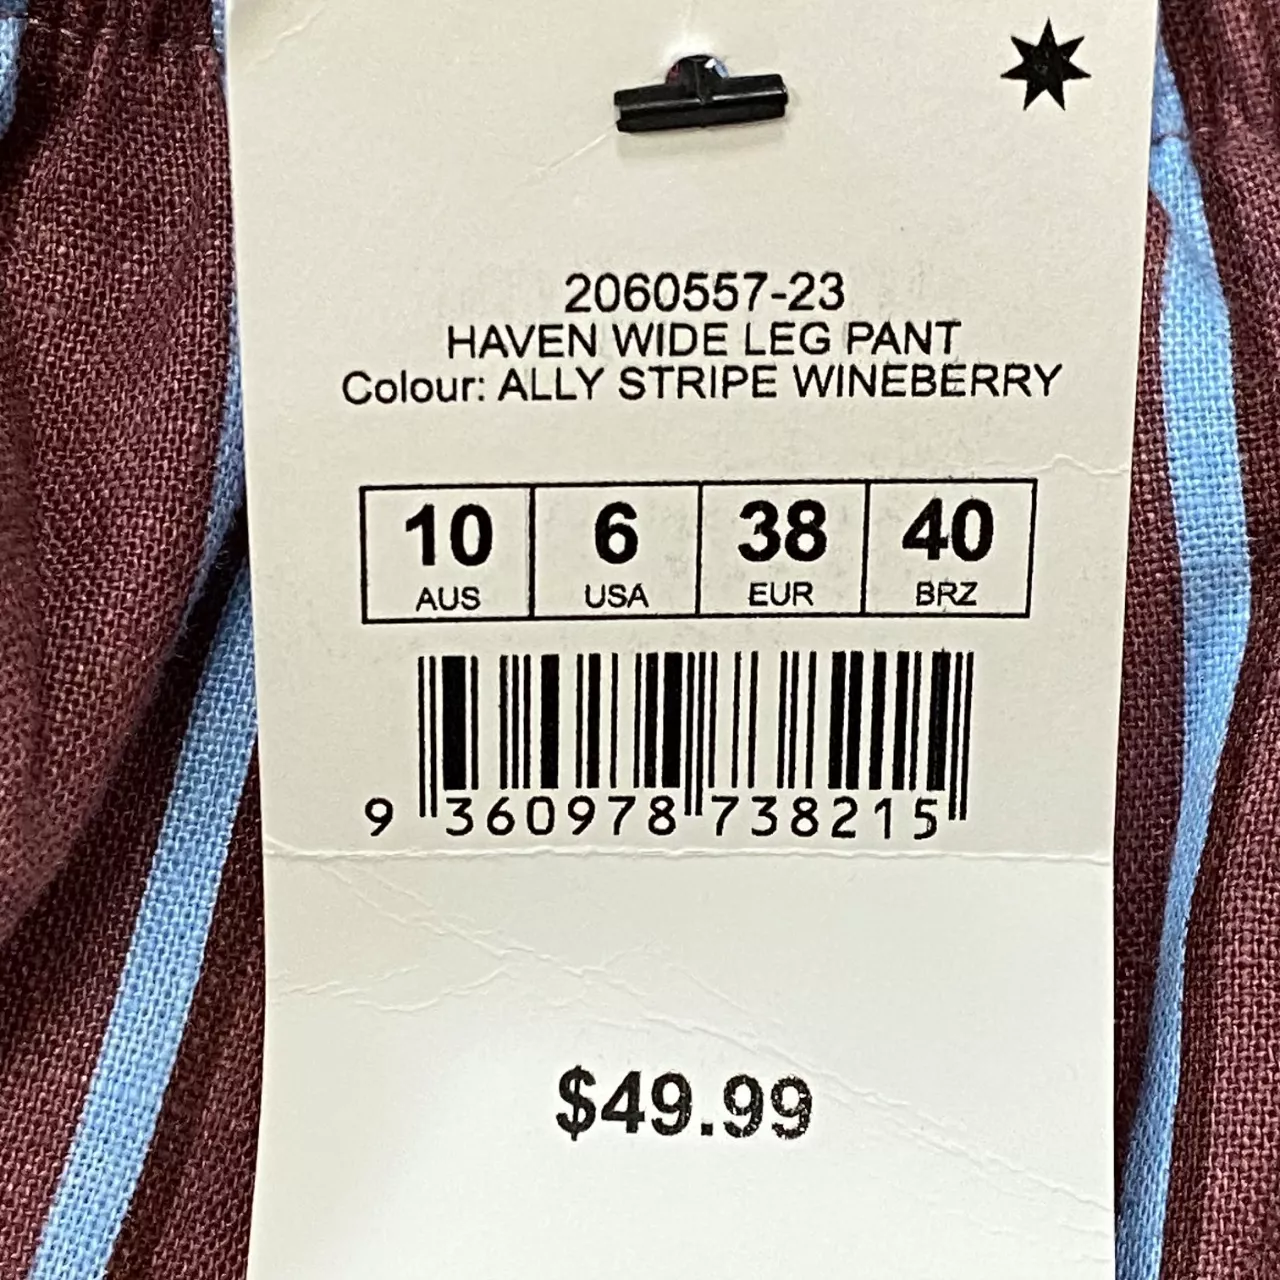 2060557-23
HAVEN WIDE LEG PANT
Colour: ALLY STRIPE WINEBERRY
10 6 38 40
AUS USA EUR BRZ
9 360978 738215
$49.99